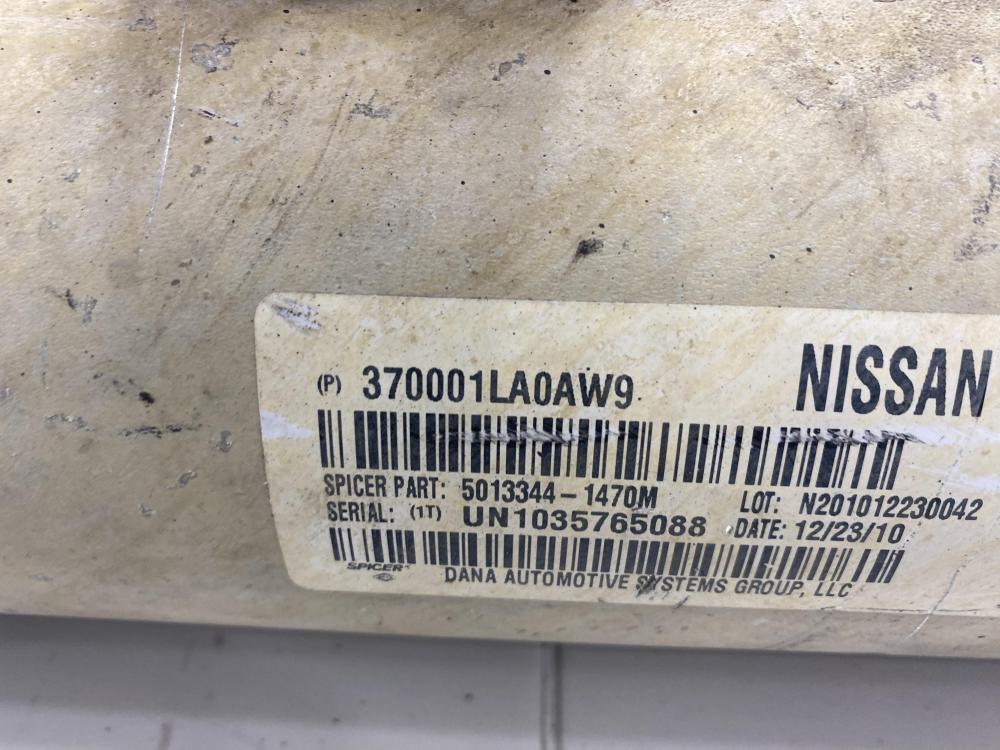 (P) 370001LA0AW9
NISSAN
SPICER PART: 5013344-1470M
LOT: N201012230042
SERIAL: (1T) UN1035765088
DATE: 12/23/10
SPICER®
DANA AUTOMOTIVE SYSTEMS GROUP, LLC